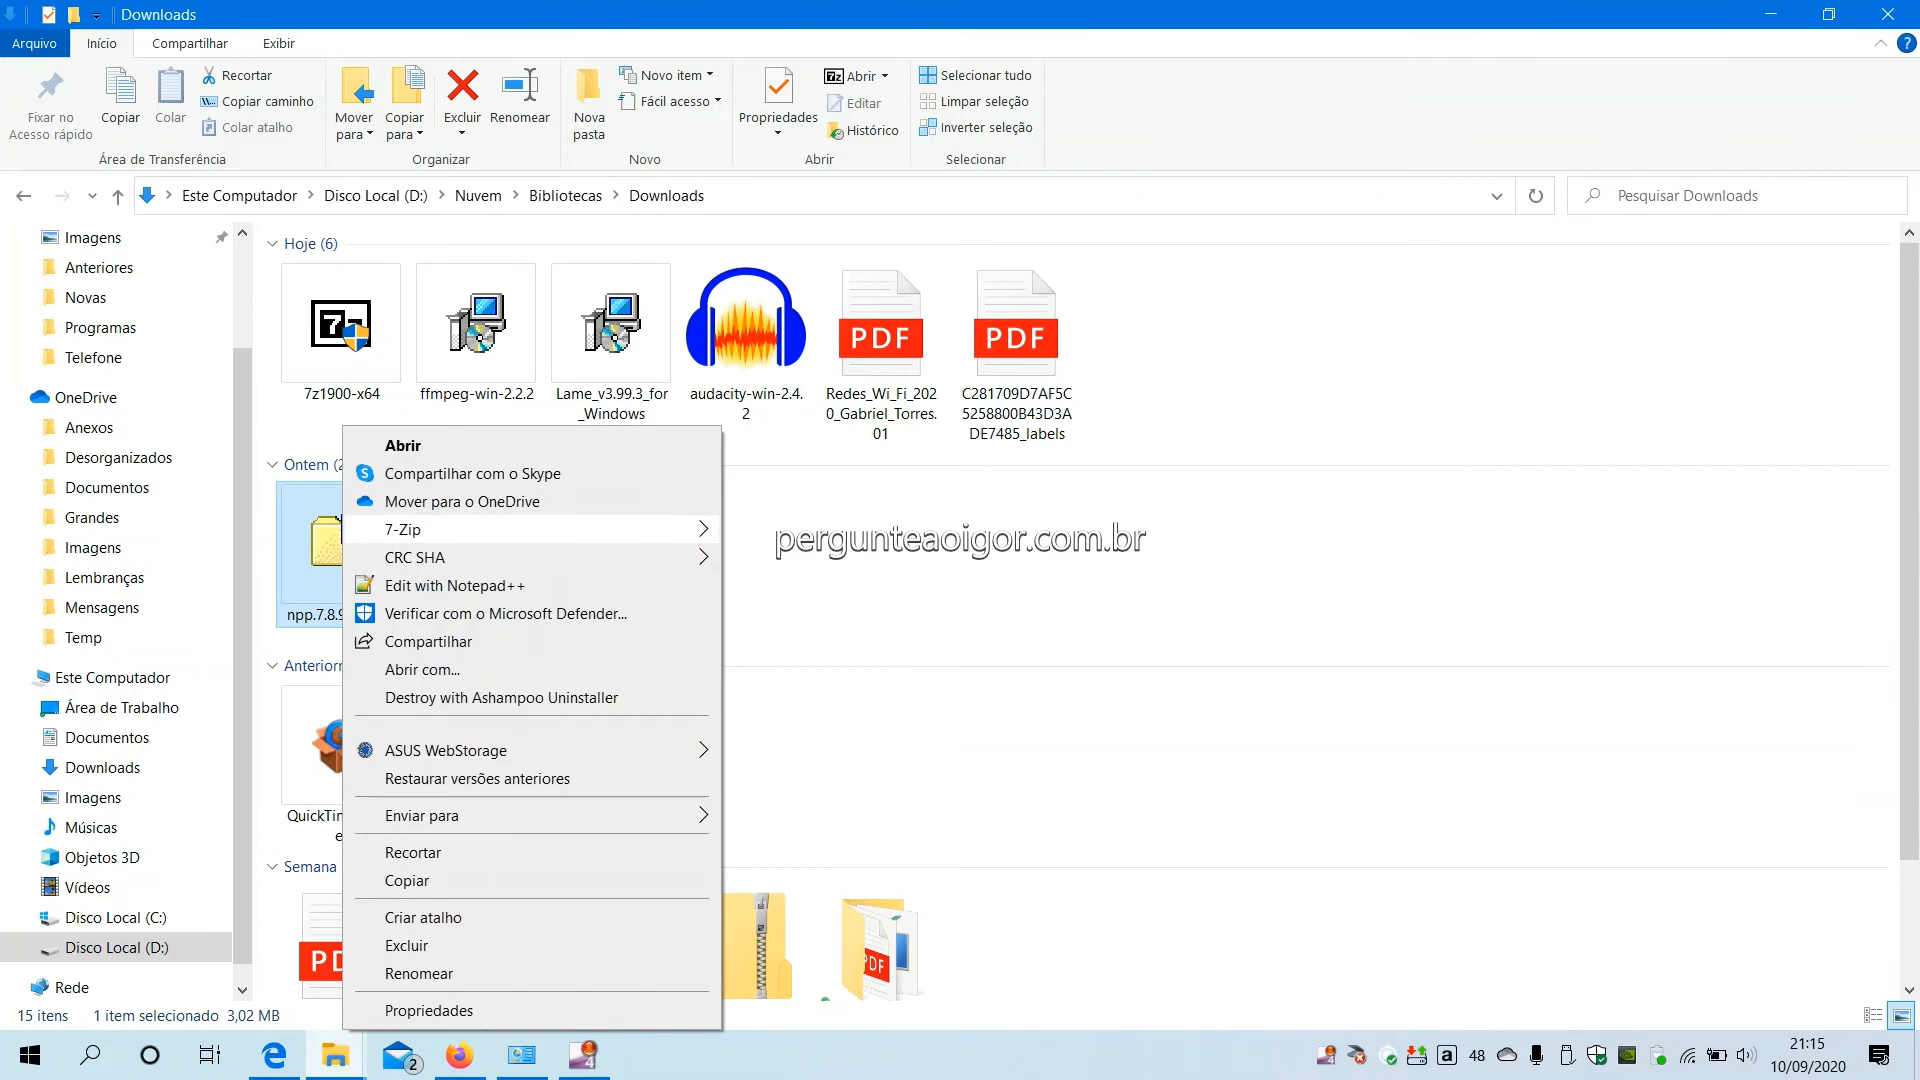 Downloads
Arquivo
Início
Compartilhar
Exibir
Fixar no
Acesso rápido
Copiar
Colar
Recortar
Copiar caminho
Colar atalho
Área de Transferência
Mover
para
Copiar
para
Excluir
Renomear
Organizar
Nova
pasta
Novo item
Fácil acesso
Novo
Propriedades
Abrir
Editar
Histórico
Abrir
Selecionar tudo
Limpar seleção
Inverter seleção
Selecionar
Este Computador
Disco Local (D:)
Nuvem
Bibliotecas
Downloads
Pesquisar Downloads
Imagens
Anteriores
Novas
Programas
Telefone
OneDrive
Anexos
Desorganizados
Documentos
Grandes
Imagens
Lembranças
Mensagens
Temp
Este Computador
Área de Trabalho
Documentos
Downloads
Imagens
Músicas
Objetos 3D
Vídeos
Disco Local (C:)
Disco Local (D:)
Rede
Hoje (6)
7z1900-x64
ffmpeg-win-2.2.2
Lame_v3.99.3_for
_Windows
audacity-win-2.4.
2
PDF
Redes_Wi_Fi_202
0_Gabriel_Torres.
01
PDF
C281709D7AF5C
5258800B43D3A
DE7485_labels
Ontem (2
npp.7.8.9
Anteriorm
QuickTim
e
Semana
PD
PDF
Abrir
Compartilhar com o Skype
Mover para o OneDrive
7-Zip
CRC SHA
Edit with Notepad++
Verificar com o Microsoft Defender...
Compartilhar
Abrir com...
Destroy with Ashampoo Uninstaller
ASUS WebStorage
Restaurar versões anteriores
Enviar para
Recortar
Copiar
Criar atalho
Excluir
Renomear
Propriedades
pergunteaoigor.com.br
15 itens
1 item selecionado 3,02 MB
2
48
21:15
10/09/2020